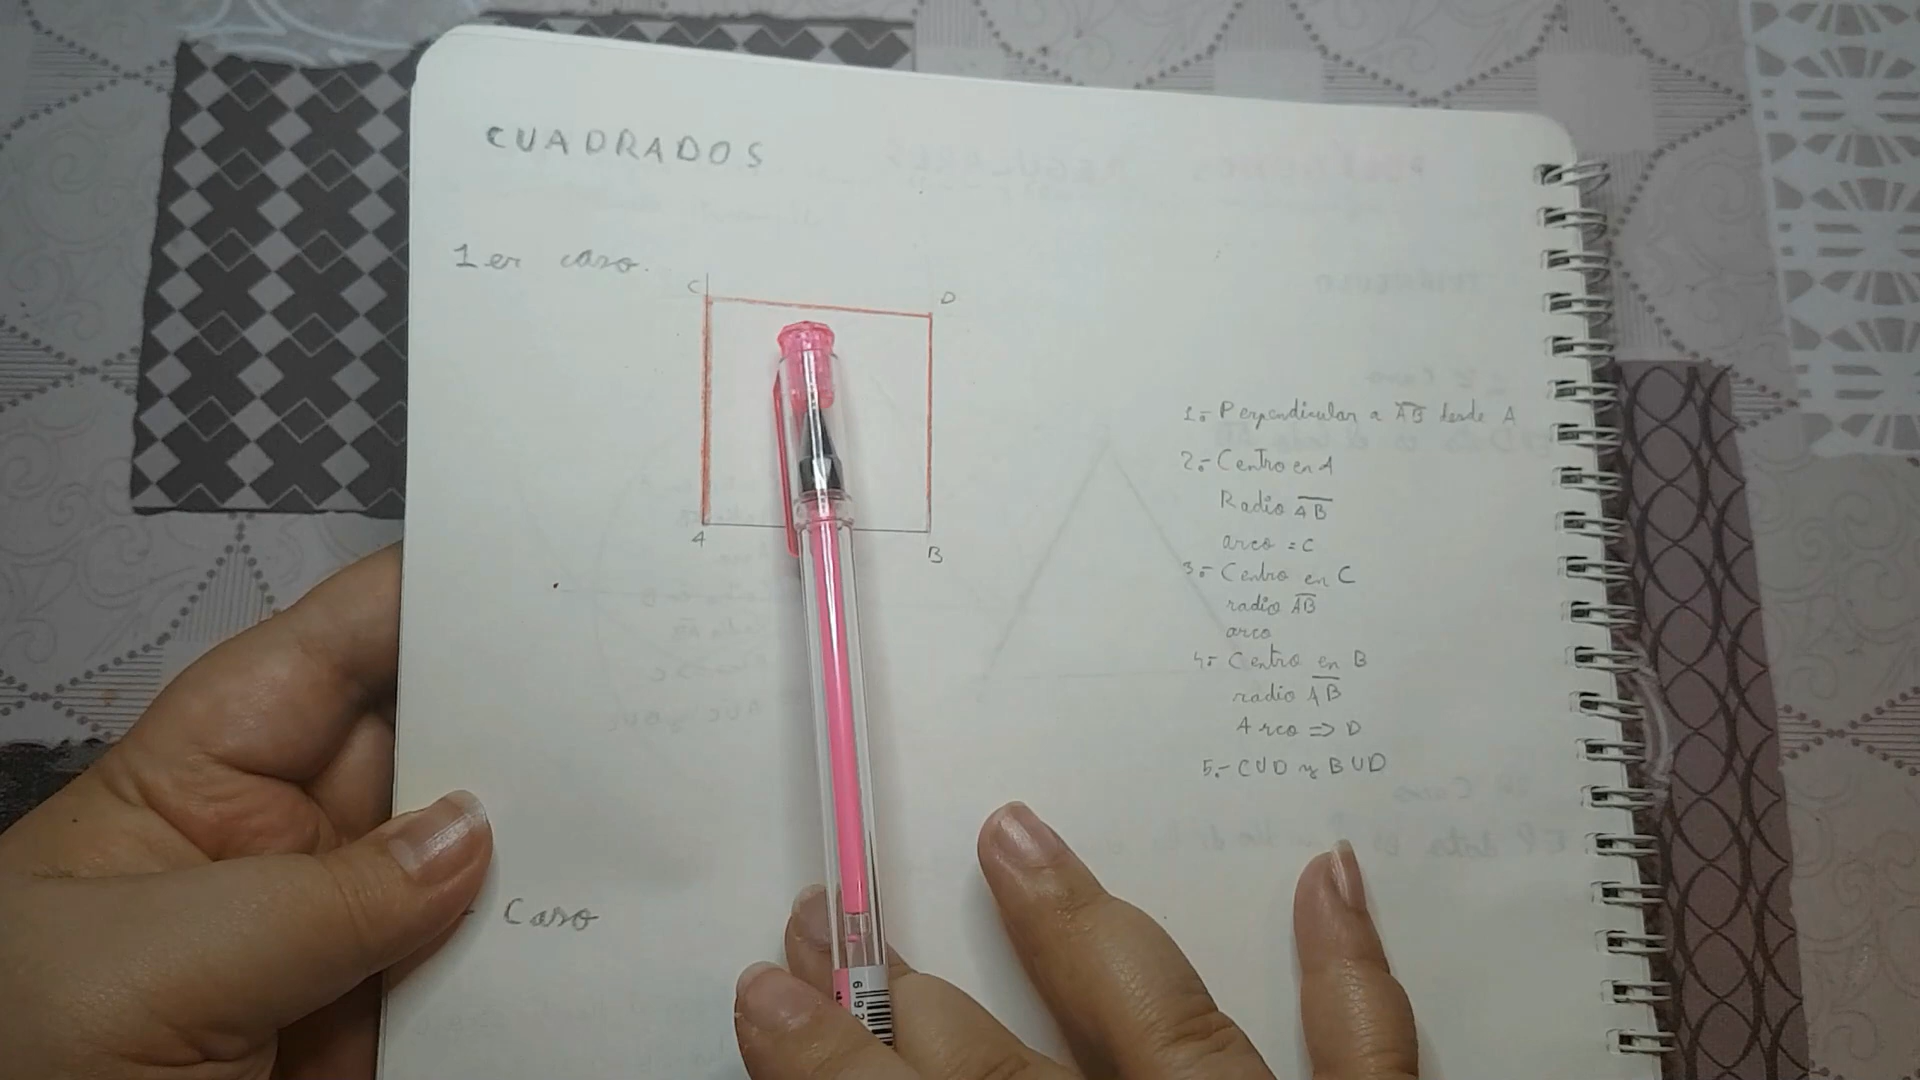 CUADRADOS
1er caso.
C
D
A
B
1.- Perpendicular a AB desde A
2.- Centro en A
Radio AB
arco = C
3.- Centro en C
radio AB
arco
4.- Centro en B
radio AB
Arco => D
5.- CUD y BUD
Caso